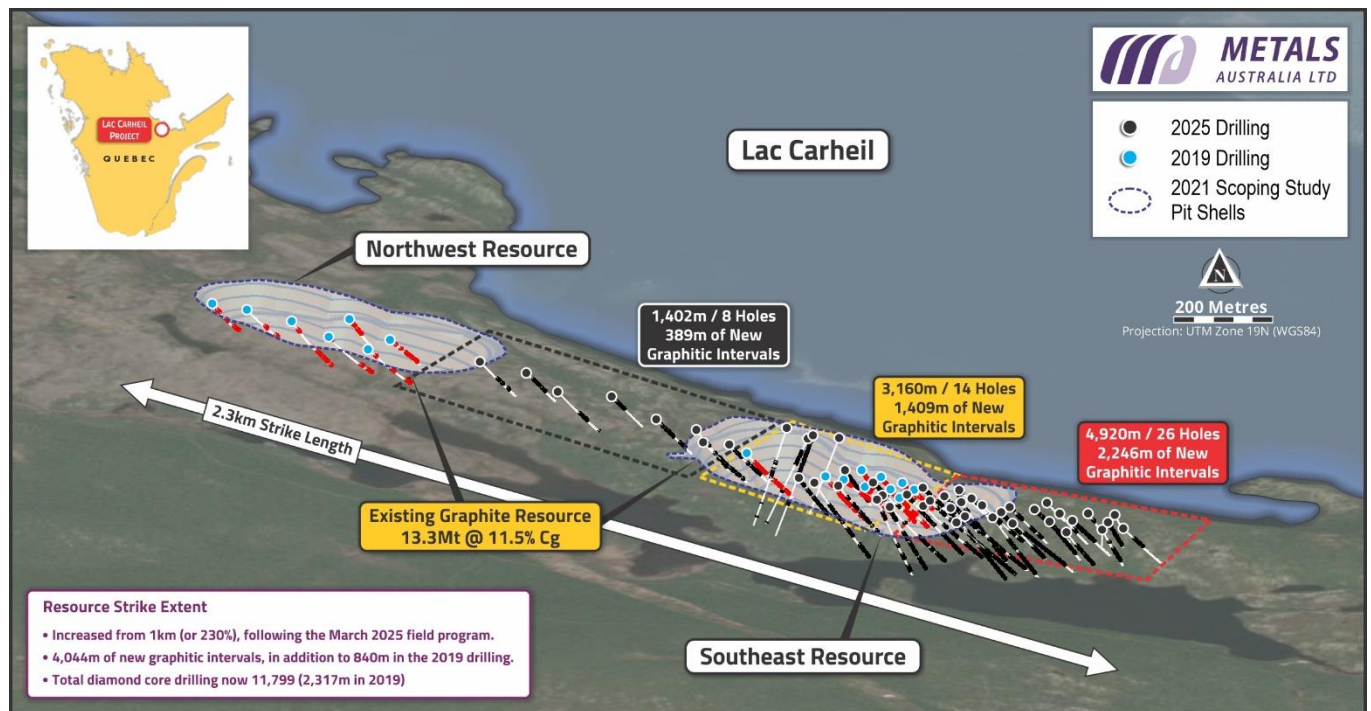 LAC CARHEIL
PROJECT
QUEBEC
METALS
AUSTRALIA LTD
2025 Drilling
2019 Drilling
2021 Scoping Study
Pit Shells
N
200 Metres
Projection: UTM Zone 19N (WGS84)
Lac Carheil
Northwest Resource
1,402m / 8 Holes
389m of New
Graphitic Intervals
3,160m / 14 Holes
1,409m of New
Graphitic Intervals
4,920m / 26 Holes
2,246m of New
Graphitic Intervals
2.3km Strike Length
Existing Graphite Resource
13.3Mt @ 11.5% Cg
Southeast Resource
Resource Strike Extent
• Increased from 1km (or 230%), following the March 2025 field program.
• 4,044m of new graphitic intervals, in addition to 840m in the 2019 drilling.
• Total diamond core drilling now 11,799 (2,317m in 2019)